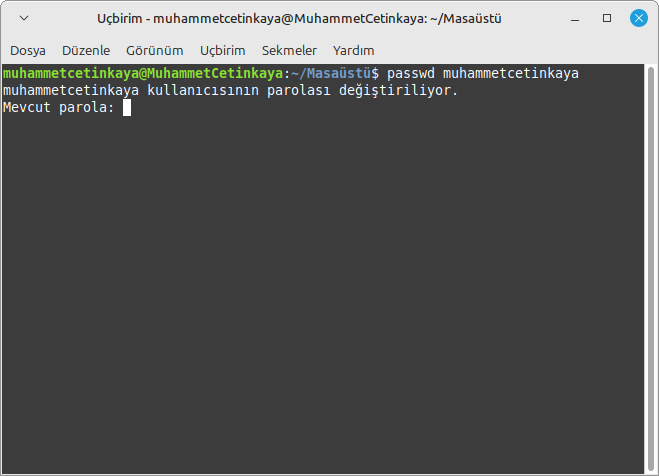 Uçbirim - muhammetcetinkaya@MuhammetCetinkaya: ~/Masaüstü
Dosya Düzenle Görünüm Uçbirim Sekmeler Yardım
muhammetcetinkaya@MuhammetCetinkaya:~/Masaüstü$ passwd muhammetcetinkaya
muhammetcetinkaya kullanıcısının parolası değiştiriliyor.
Mevcut parola: